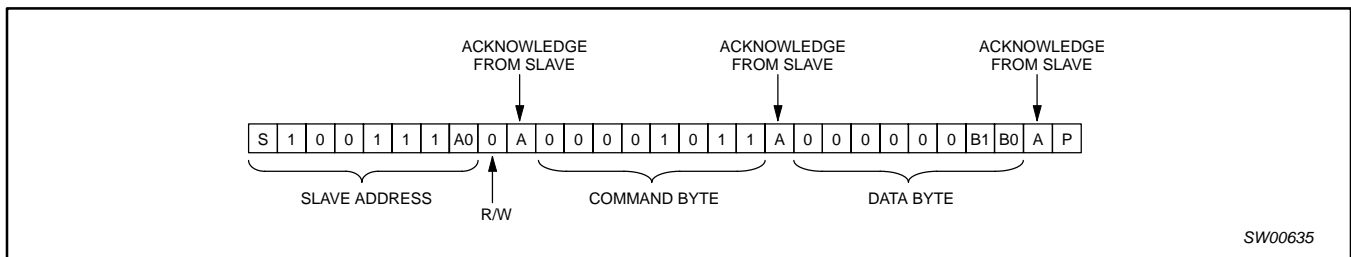 ACKNOWLEDGE ACKNOWLEDGE ACKNOWLEDGE
FROM SLAVE FROM SLAVE FROM SLAVE
S 1 0 0 1 1 1 A0 0 A 0 0 0 0 1 0 1 1 A 0 0 0 0 0 0 B1 B0 A P
SLAVE ADDRESS COMMAND BYTE DATA BYTE
R/W
SW00635